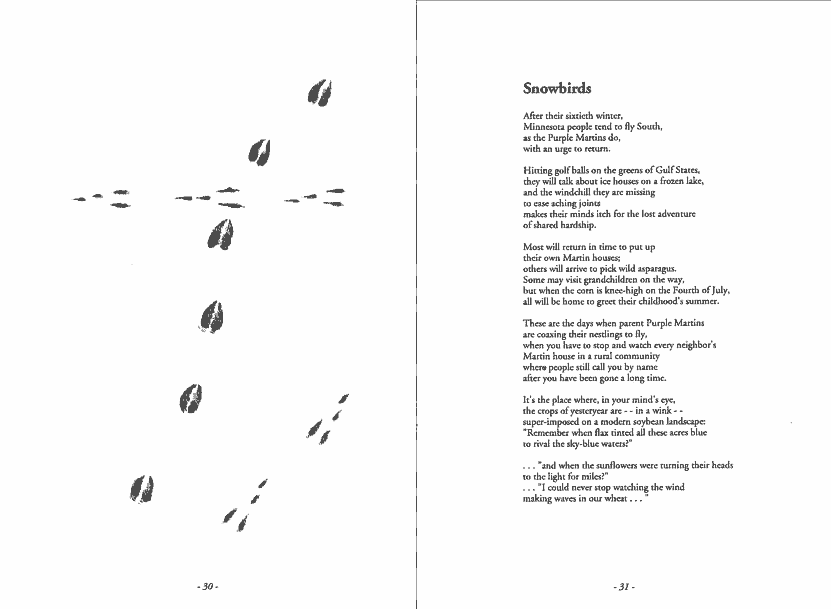 -30-
Snowbirds
After their sixtieth winter,
Minnesota people tend to fly South,
as the Purple Martins do,
with an urge to return.
Hitting golf balls on the greens of Gulf States,
they will talk about ice houses on a frozen lake,
and the windchill they are missing
to ease aching joints
makes their minds itch for the lost adventure
of shared hardship.
Most will return in time to put up
their own Martin houses;
others will arrive to pick wild asparagus.
Some may visit grandchildren on the way,
but when the corn is knee-high on the Fourth of July,
all will be home to greet their childhood's summer.
These are the days when parent Purple Martins
are coaxing their nestlings to fly,
when you have to stop and watch every neighbor's
Martin house in a rural community
where people still call you by name
after you have been gone a long time.
It's the place where, in your mind's eye,
the crops of yesteryear are - - in a wink - -
super-imposed on a modern soybean landscape:
"Remember when flax tinted all these acres blue
to rival the sky-blue waters?"
. . . "and when the sunflowers were turning their heads
to the light for miles?"
. . . "I could never stop watching the wind
making waves in our wheat . . . "
-31-